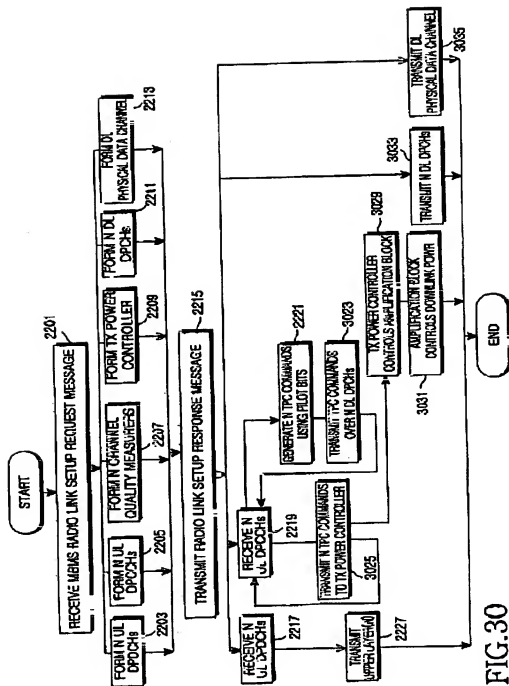 START
2201
RECEIVE MBMS RADIO LINK SETUP REQUEST MESSAGE
2203
FORM N UL
DPDCHs
2205
FORM N UL
DPCCHs
2207
FORM N CHANNEL
QUALITY MEASURERS
2209
FORM TX POWER
CONTROLLER
2211
FORM N DL
DPCHs
2213
FORM DL
PHYSICAL DATA CHANNEL
2215
TRANSMIT RADIO LINK SETUP RESPONSE MESSAGE
RECEIVE N
UL DPDCHs
2217
RECEIVE N
UL DPCCHs
2219
GENERATE N TPC COMMANDS
USING PILOT BITS
2221
TRANSMIT TPC COMMANDS
OVER N DL DPCHs
3023
TRANSMIT N TPC COMMANDS
TO TX POWER CONTROLLER
3025
TRANSMIT
UPPER LAYER(s)
2227
TX POWER CONTROLLER
CONTROLS AMPLIFICATION BLOCK
3029
AMPLIFICATION BLOCK
CONTROLS DOWNLINK POWR
3031
TRANSMIT N DL DPCHs
3033
TRANSMIT DL
PHYSICAL DATA CHANNEL
3035
END
FIG.30